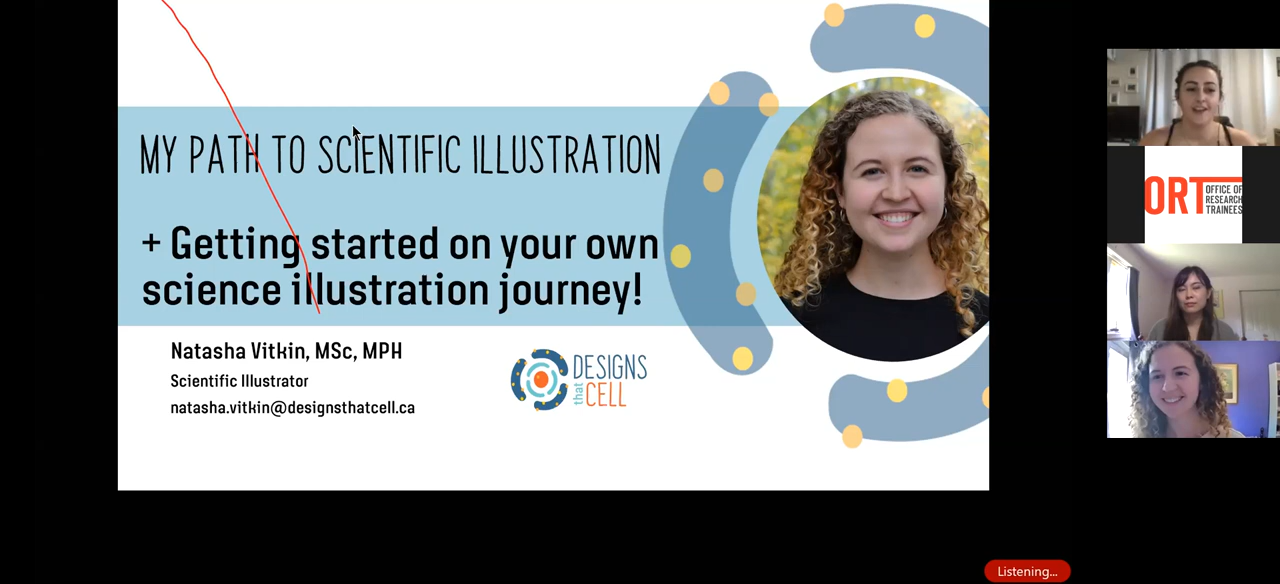 MY PATH TO SCIENTIFIC ILLUSTRATION
+ Getting started on your own
science illustration journey!
Natasha Vitkin, MSc, MPH
Scientific Illustrator
natasha.vitkin@designsthatcell.ca
DESIGNS
that CELL
ORT OFFICE OF
RESEARCH
TRAINEES
Listening...